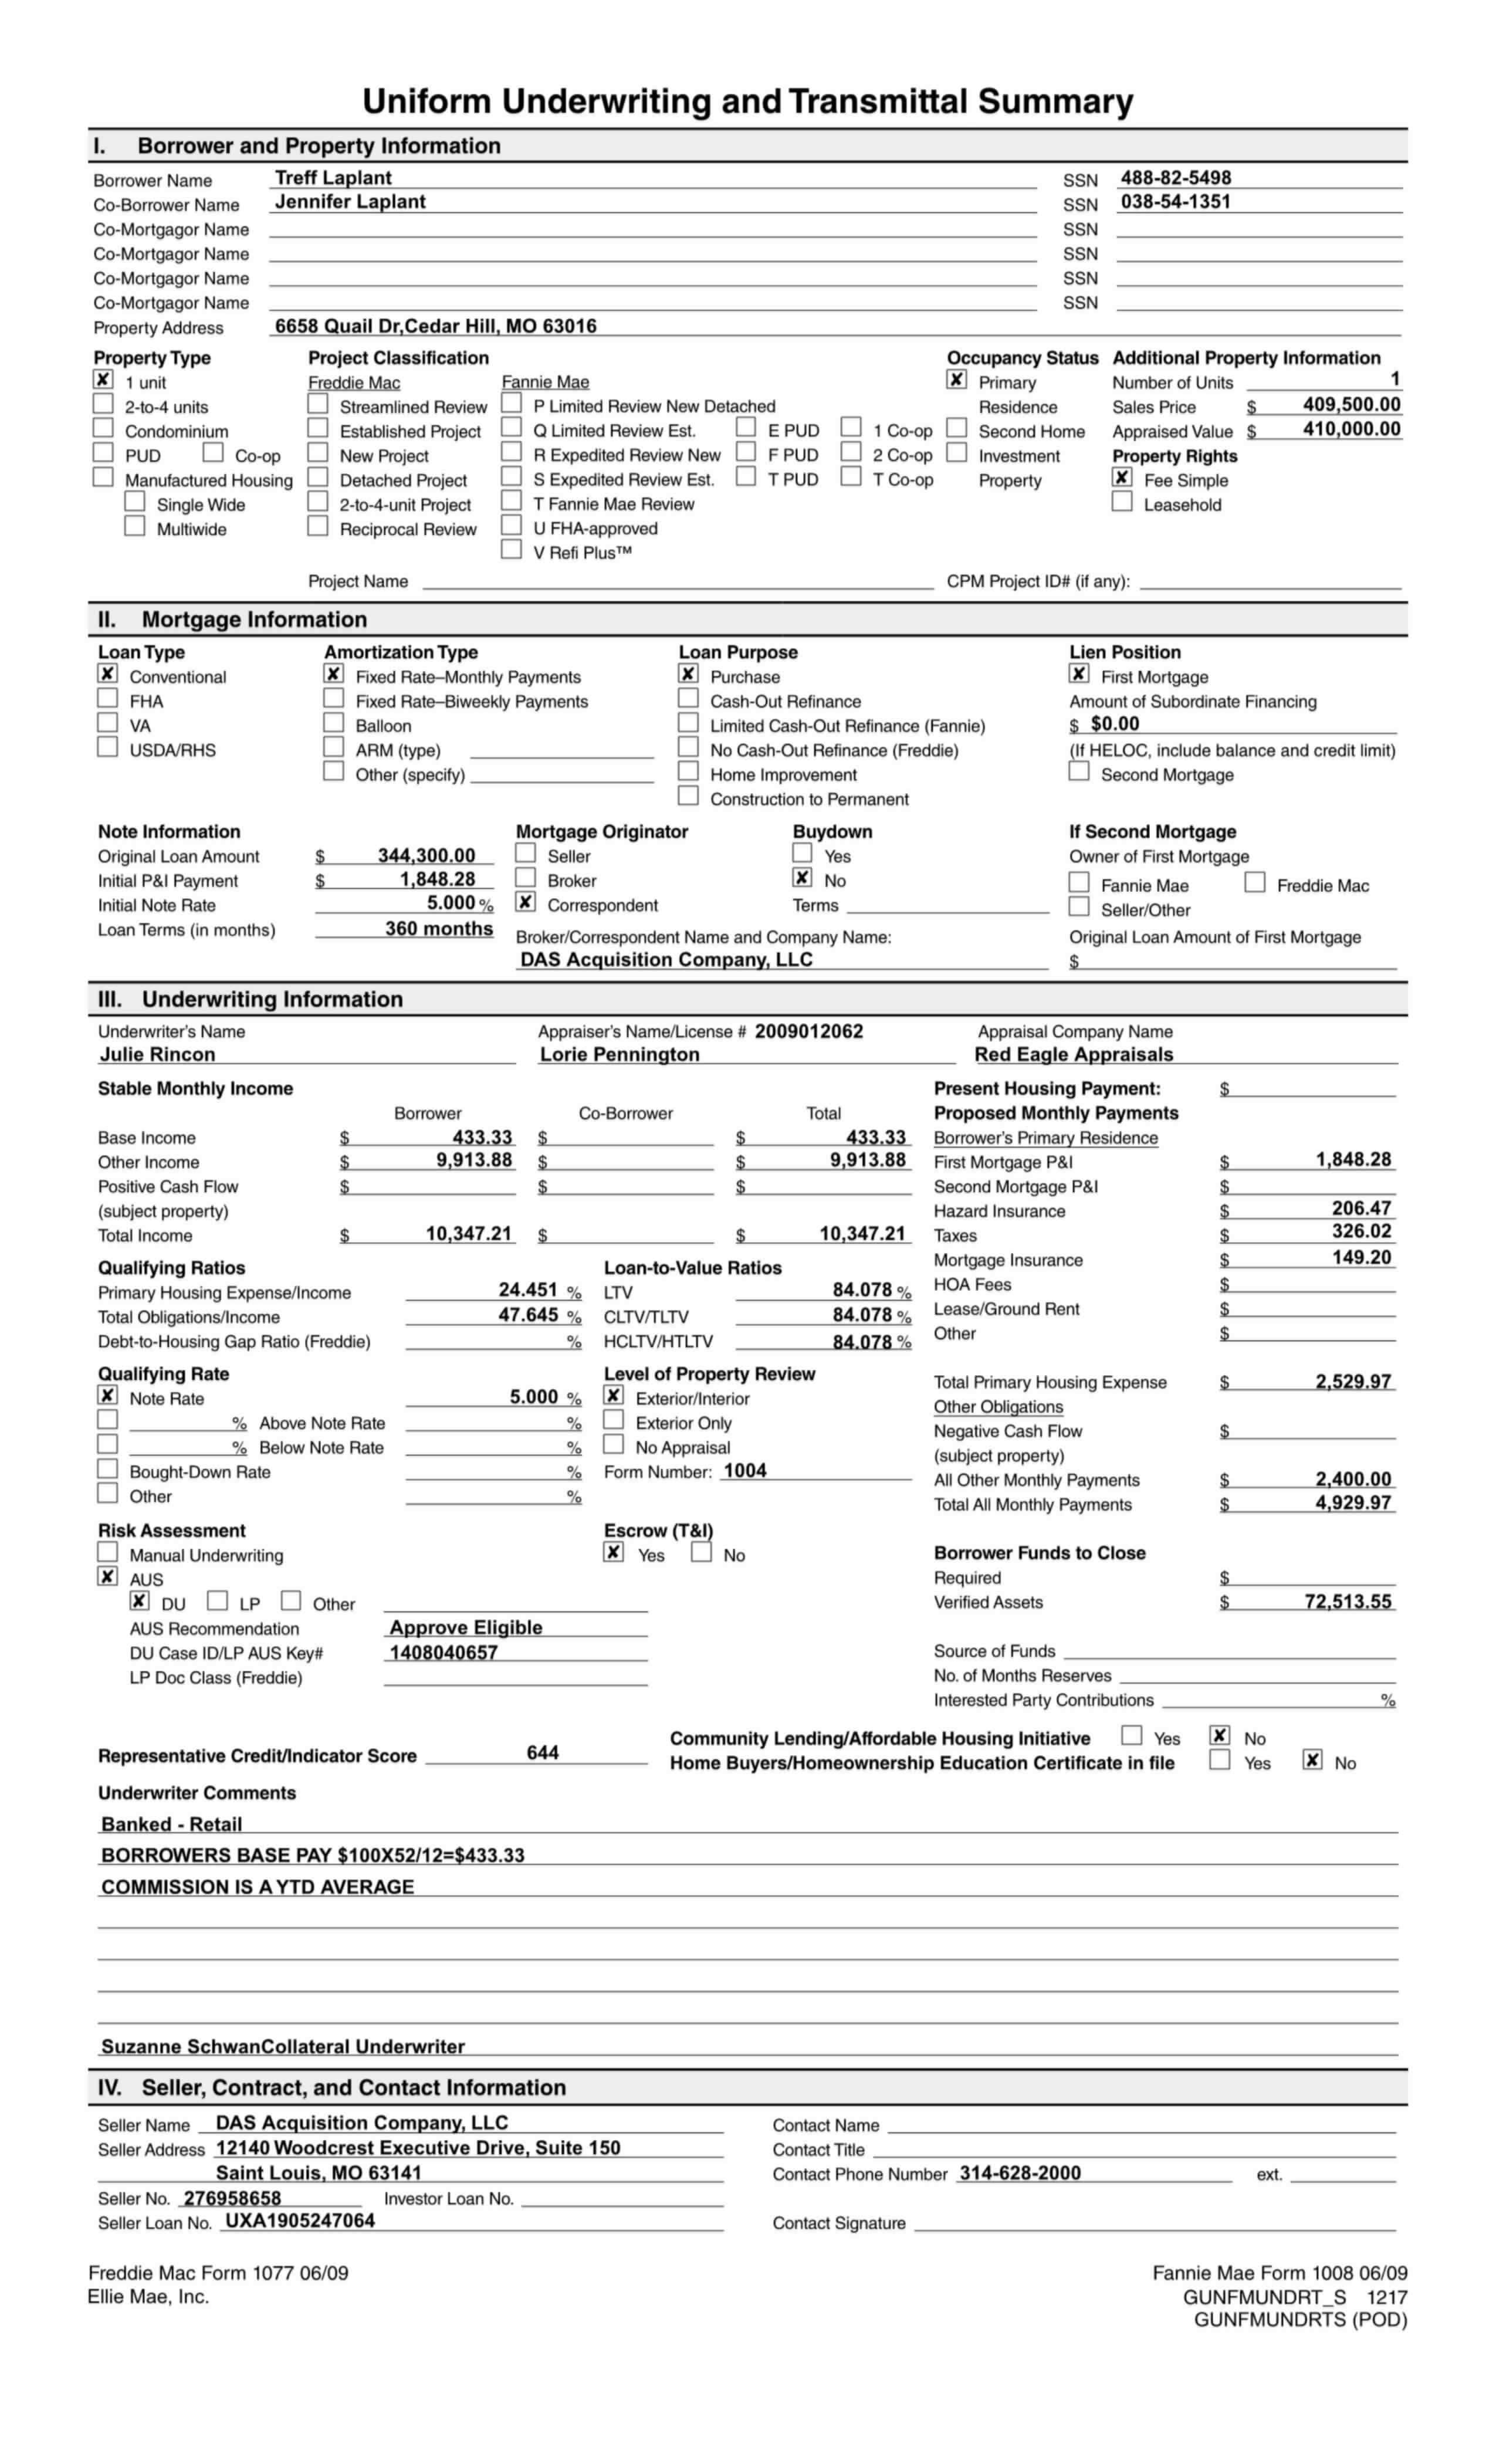 Uniform Underwriting and Transmittal Summary
I. Borrower and Property Information
Borrower Name Treff Laplant SSN 488-82-5498
Co-Borrower Name Jennifer Laplant SSN 038-54-1351
Co-Mortgagor Name SSN
Co-Mortgagor Name SSN
Co-Mortgagor Name SSN
Co-Mortgagor Name SSN
Property Address 6658 Quail Dr,Cedar Hill, MO 63016
Property Type Project Classification Occupancy Status Additional Property Information
✘ 1 unit Freddie Mac Fannie Mae ✘ Primary Number of Units 1
2-to-4 units Streamlined Review P Limited Review New Detached Residence Sales Price $ 409,500.00
Condominium Established Project Q Limited Review Est. E PUD 1 Co-op Second Home Appraised Value $ 410,000.00
PUD Co-op New Project R Expedited Review New F PUD 2 Co-op Investment Property Rights
Manufactured Housing Detached Project S Expedited Review Est. T PUD T Co-op Property ✘ Fee Simple
Single Wide 2-to-4-unit Project T Fannie Mae Review Leasehold
Multiwide Reciprocal Review U FHA-approved
V Refi Plus™
Project Name CPM Project ID# (if any):
II. Mortgage Information
Loan Type Amortization Type Loan Purpose Lien Position
✘ Conventional ✘ Fixed Rate–Monthly Payments ✘ Purchase ✘ First Mortgage
FHA Fixed Rate–Biweekly Payments Cash-Out Refinance Amount of Subordinate Financing
VA Balloon Limited Cash-Out Refinance (Fannie) $ $0.00
USDA/RHS ARM (type) No Cash-Out Refinance (Freddie) (If HELOC, include balance and credit limit)
Other (specify) Home Improvement Second Mortgage
Construction to Permanent
Note Information Mortgage Originator Buydown If Second Mortgage
Original Loan Amount $ 344,300.00 Seller Yes Owner of First Mortgage
Initial P&I Payment $ 1,848.28 Broker ✘ No Fannie Mae Freddie Mac
Initial Note Rate 5.000 % ✘ Correspondent Terms Seller/Other
Loan Terms (in months) 360 months Broker/Correspondent Name and Company Name: Original Loan Amount of First Mortgage
DAS Acquisition Company, LLC $
III. Underwriting Information
Underwriter's Name Appraiser's Name/License # 2009012062 Appraisal Company Name
Julie Rincon Lorie Pennington Red Eagle Appraisals
Stable Monthly Income Present Housing Payment: $
Borrower Co-Borrower Total Proposed Monthly Payments
Base Income $ 433.33 $ $ 433.33 Borrower's Primary Residence
Other Income $ 9,913.88 $ $ 9,913.88 First Mortgage P&I $ 1,848.28
Positive Cash Flow $ $ $ Second Mortgage P&I $
(subject property) Hazard Insurance $ 206.47
Total Income $ 10,347.21 $ $ 10,347.21 Taxes $ 326.02
Qualifying Ratios Loan-to-Value Ratios Mortgage Insurance $ 149.20
Primary Housing Expense/Income 24.451 % LTV 84.078 % HOA Fees $
Total Obligations/Income 47.645 % CLTV/TLTV 84.078 % Lease/Ground Rent $
Debt-to-Housing Gap Ratio (Freddie) % HCLTV/HTLTV 84.078 % Other $
Qualifying Rate Level of Property Review Total Primary Housing Expense $ 2,529.97
✘ Note Rate 5.000 % ✘ Exterior/Interior Other Obligations
% Above Note Rate % Exterior Only Negative Cash Flow $
% Below Note Rate % No Appraisal (subject property)
Bought-Down Rate % Form Number: 1004 All Other Monthly Payments $ 2,400.00
Other % Total All Monthly Payments $ 4,929.97
Risk Assessment Escrow (T&I)
Manual Underwriting ✘ Yes No Borrower Funds to Close
✘ AUS Required $
✘ DU LP Other Verified Assets $ 72,513.55
AUS Recommendation Approve Eligible
DU Case ID/LP AUS Key# 1408040657 Source of Funds
LP Doc Class (Freddie) No. of Months Reserves
Interested Party Contributions %
Community Lending/Affordable Housing Initiative Yes ✘ No
Representative Credit/Indicator Score 644 Home Buyers/Homeownership Education Certificate in file Yes ✘ No
Underwriter Comments
Banked - Retail
BORROWERS BASE PAY $100X52/12=$433.33
COMMISSION IS A YTD AVERAGE
Suzanne SchwanCollateral Underwriter
IV. Seller, Contract, and Contact Information
Seller Name DAS Acquisition Company, LLC Contact Name
Seller Address 12140 Woodcrest Executive Drive, Suite 150 Contact Title
Saint Louis, MO 63141 Contact Phone Number 314-628-2000 ext.
Seller No. 276958658 Investor Loan No.
Seller Loan No. UXA1905247064 Contact Signature
Freddie Mac Form 1077 06/09 Fannie Mae Form 1008 06/09
Ellie Mae, Inc. GUNFMUNDRT_S 1217
GUNFMUNDRTS (POD)